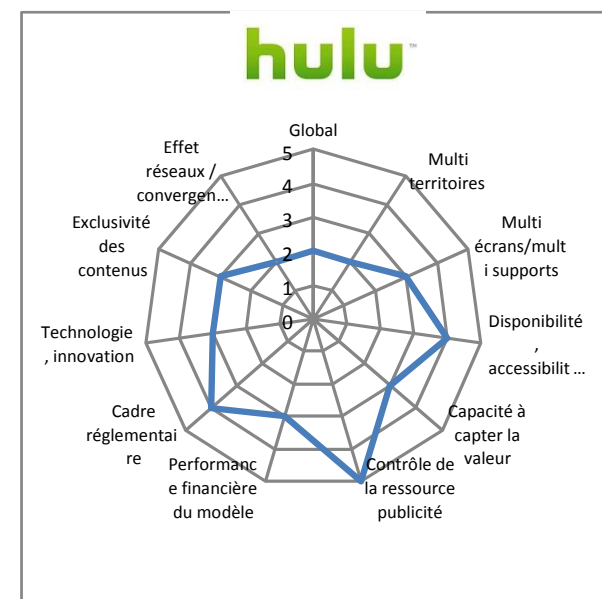 hulu™
Global
Multi
territoires
Multi
écrans/mult
i supports
Disponibilité
,
accessibilit ...
Capacité à
capter la
valeur
Contrôle de
la ressource
publicité
Performanc
e financière
du modèle
Cadre
réglementai
re
Technologie
, innovation
Exclusivité
des
contenus
Effet
réseaux /
convergen...
5
4
3
2
1
0